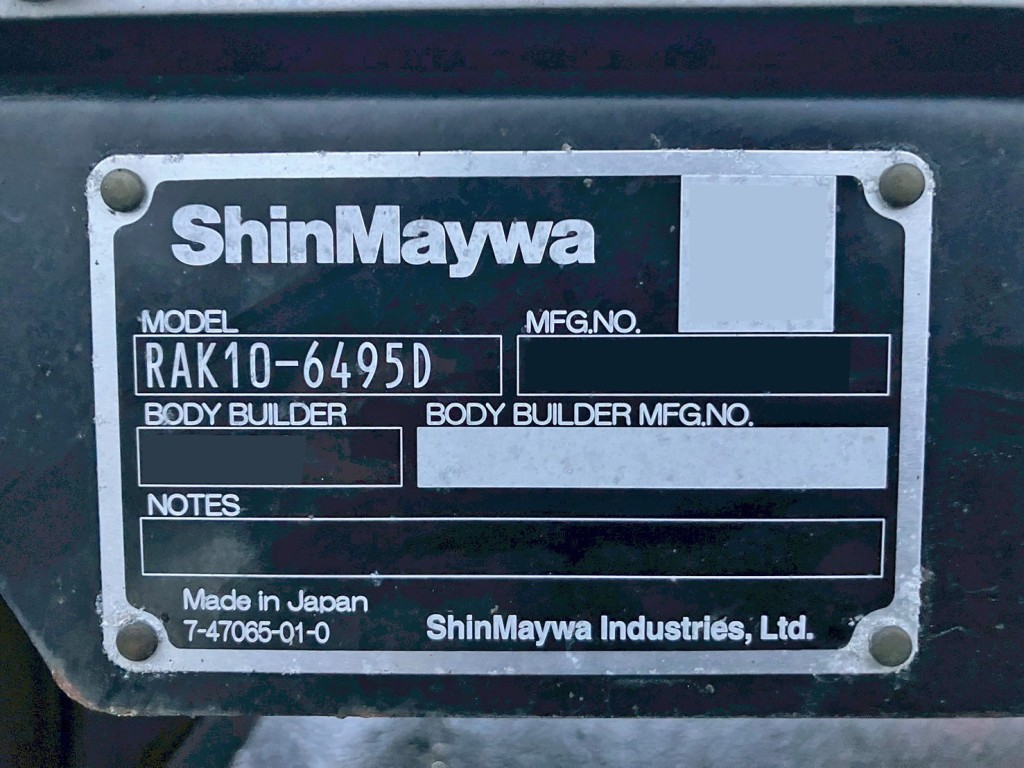 ShinMaywa
MODEL MFG.NO.
RAK10-6495D
BODY BUILDER BODY BUILDER MFG.NO.
NOTES
Made in Japan
7-47065-01-0 ShinMaywa Industries, Ltd.